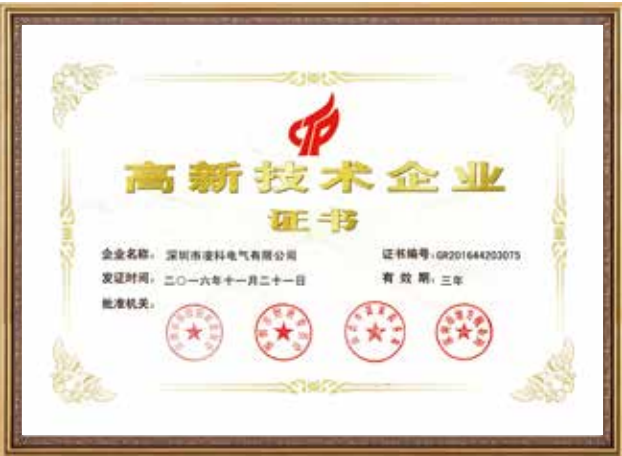 高新技术企业
证书
企业名称：深圳市凌科电气有限公司 证书编号：GR201644203075
发证时间：二〇一六年十一月二十一日 有效期：三年
批准机关：